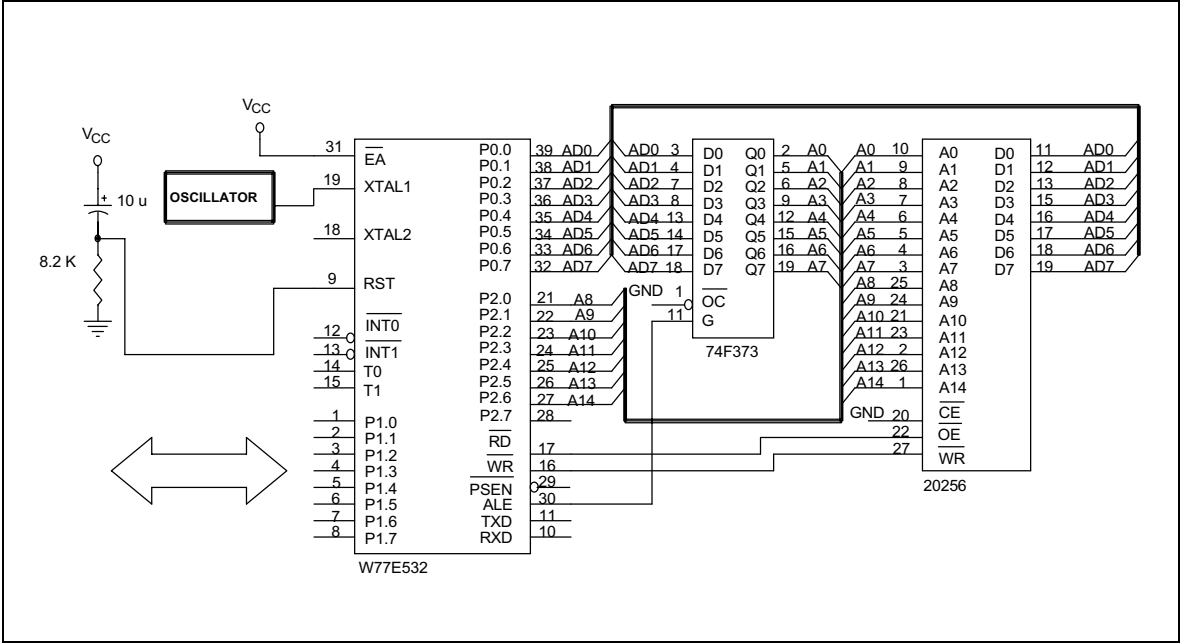 VCC
VCC
10 u
8.2 K
OSCILLATOR
31 EA
19 XTAL1
18 XTAL2
9 RST
12 INT0
13 INT1
14 T0
15 T1
1 P1.0
2 P1.1
3 P1.2
4 P1.3
5 P1.4
6 P1.5
7 P1.6
8 P1.7
P0.0 39 AD0
P0.1 38 AD1
P0.2 37 AD2
P0.3 36 AD3
P0.4 35 AD4
P0.5 34 AD5
P0.6 33 AD6
P0.7 32 AD7
P2.0 21 A8
P2.1 22 A9
P2.2 23 A10
P2.3 24 A11
P2.4 25 A12
P2.5 26 A13
P2.6 27 A14
P2.7 28
RD 17
WR 16
PSEN 29
ALE 30
TXD 11
RXD 10
W77E532
AD0 3 D0 Q0 2 A0
AD1 4 D1 Q1 5 A1
AD2 7 D2 Q2 6 A2
AD3 8 D3 Q3 9 A3
AD4 13 D4 Q4 12 A4
AD5 14 D5 Q5 15 A5
AD6 17 D6 Q6 16 A6
AD7 18 D7 Q7 19 A7
GND 1 OC
11 G
74F373
A0 10 A0 D0 11 AD0
A1 9 A1 D1 12 AD1
A2 8 A2 D2 13 AD2
A3 7 A3 D3 15 AD3
A4 6 A4 D4 16 AD4
A5 5 A5 D5 17 AD5
A6 4 A6 D6 18 AD6
A7 3 A7 D7 19 AD7
A8 25 A8
A9 24 A9
A10 21 A10
A11 23 A11
A12 2 A12
A13 26 A13
A14 1 A14
GND 20 CE
22 OE
27 WR
20256